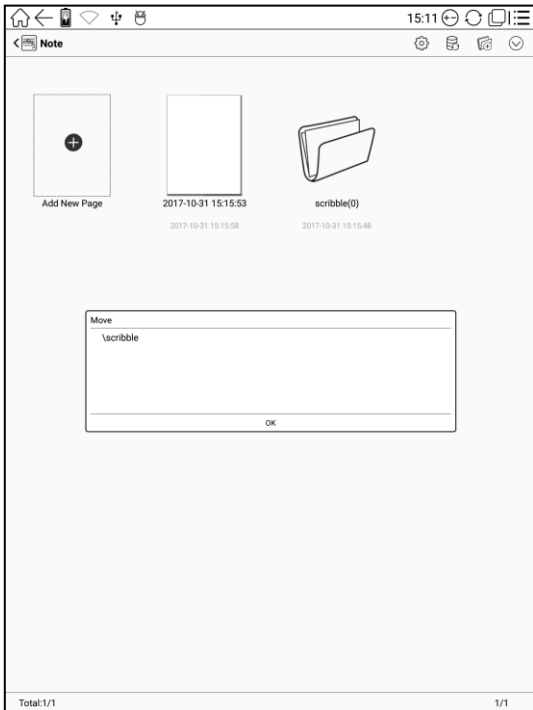 15:11
Note
Add New Page
2017-10-31 15:15:53
scribble(0)
2017-10-31 15:15:58
2017-10-31 15:15:48
Move
\scribble
OK
Total:1/1
1/1